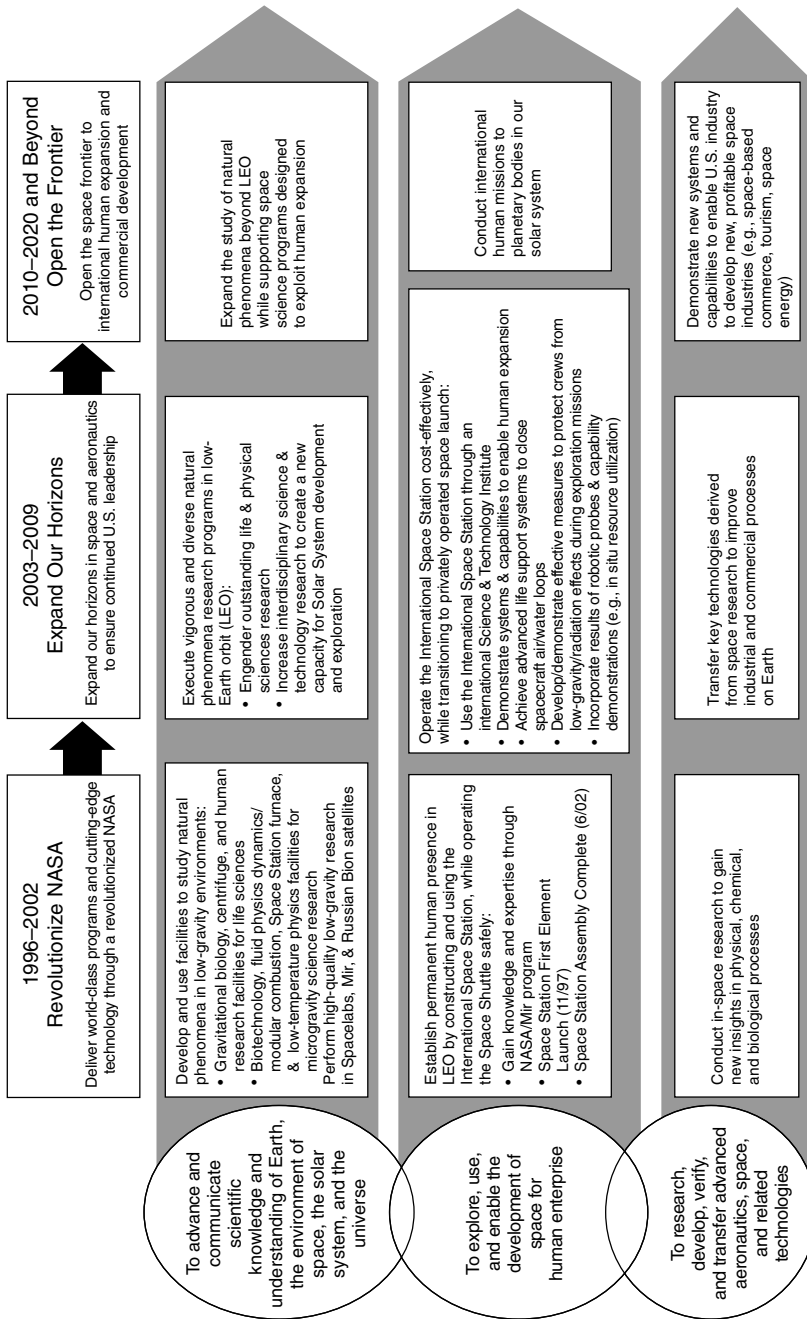 1996–2002
Revolutionize NASA
Deliver world-class programs and cutting-edge
technology through a revolutionized NASA
2003–2009
Expand Our Horizons
Expand our horizons in space and aeronautics
to ensure continued U.S. leadership
2010–2020 and Beyond
Open the Frontier
Open the space frontier to
international human expansion and
commercial development
To advance and
communicate
scientific
knowledge and
understanding of Earth,
the environment of
space, the solar
system, and the
universe
Develop and use facilities to study natural
phenomena in low-gravity environments:
• Gravitational biology, centrifuge, and human
research facilities for life sciences
• Biotechnology, fluid physics dynamics/
modular combustion, Space Station furnace,
& low-temperature physics facilities for
microgravity science research
Perform high-quality low-gravity research
in Spacelabs, Mir, & Russian Bion satellites
Execute vigorous and diverse natural
phenomena research programs in low-
Earth orbit (LEO):
• Engender outstanding life & physical
sciences research
• Increase interdisciplinary science &
technology research to create a new
capacity for Solar System development
and exploration
Expand the study of natural
phenomena beyond LEO
while supporting space
science programs designed
to exploit human expansion
To explore, use,
and enable the
development of
space for
human enterprise
Establish permanent human presence in
LEO by constructing and using the
International Space Station, while operating
the Space Shuttle safely:
• Gain knowledge and expertise through
NASA/Mir program
• Space Station First Element
Launch (11/97)
• Space Station Assembly Complete (6/02)
Operate the International Space Station cost-effectively,
while transitioning to privately operated space launch:
• Use the International Space Station through an
international Science & Technology Institute
• Demonstrate systems & capabilities to enable human expansion
• Achieve advanced life support systems to close
spacecraft air/water loops
• Develop/demonstrate effective measures to protect crews from
low-gravity/radiation effects during exploration missions
• Incorporate results of robotic probes & capability
demonstrations (e.g., in situ resource utilization)
Conduct international
human missions to
planetary bodies in our
solar system
To research,
develop, verify,
and transfer advanced
aeronautics, space,
and related
technologies
Conduct in-space research to gain
new insights in physical, chemical,
and biological processes
Transfer key technologies derived
from space research to improve
industrial and commercial processes
on Earth
Demonstrate new systems and
capabilities to enable U.S. industry
to develop new, profitable space
industries (e.g., space-based
commerce, tourism, space
energy)